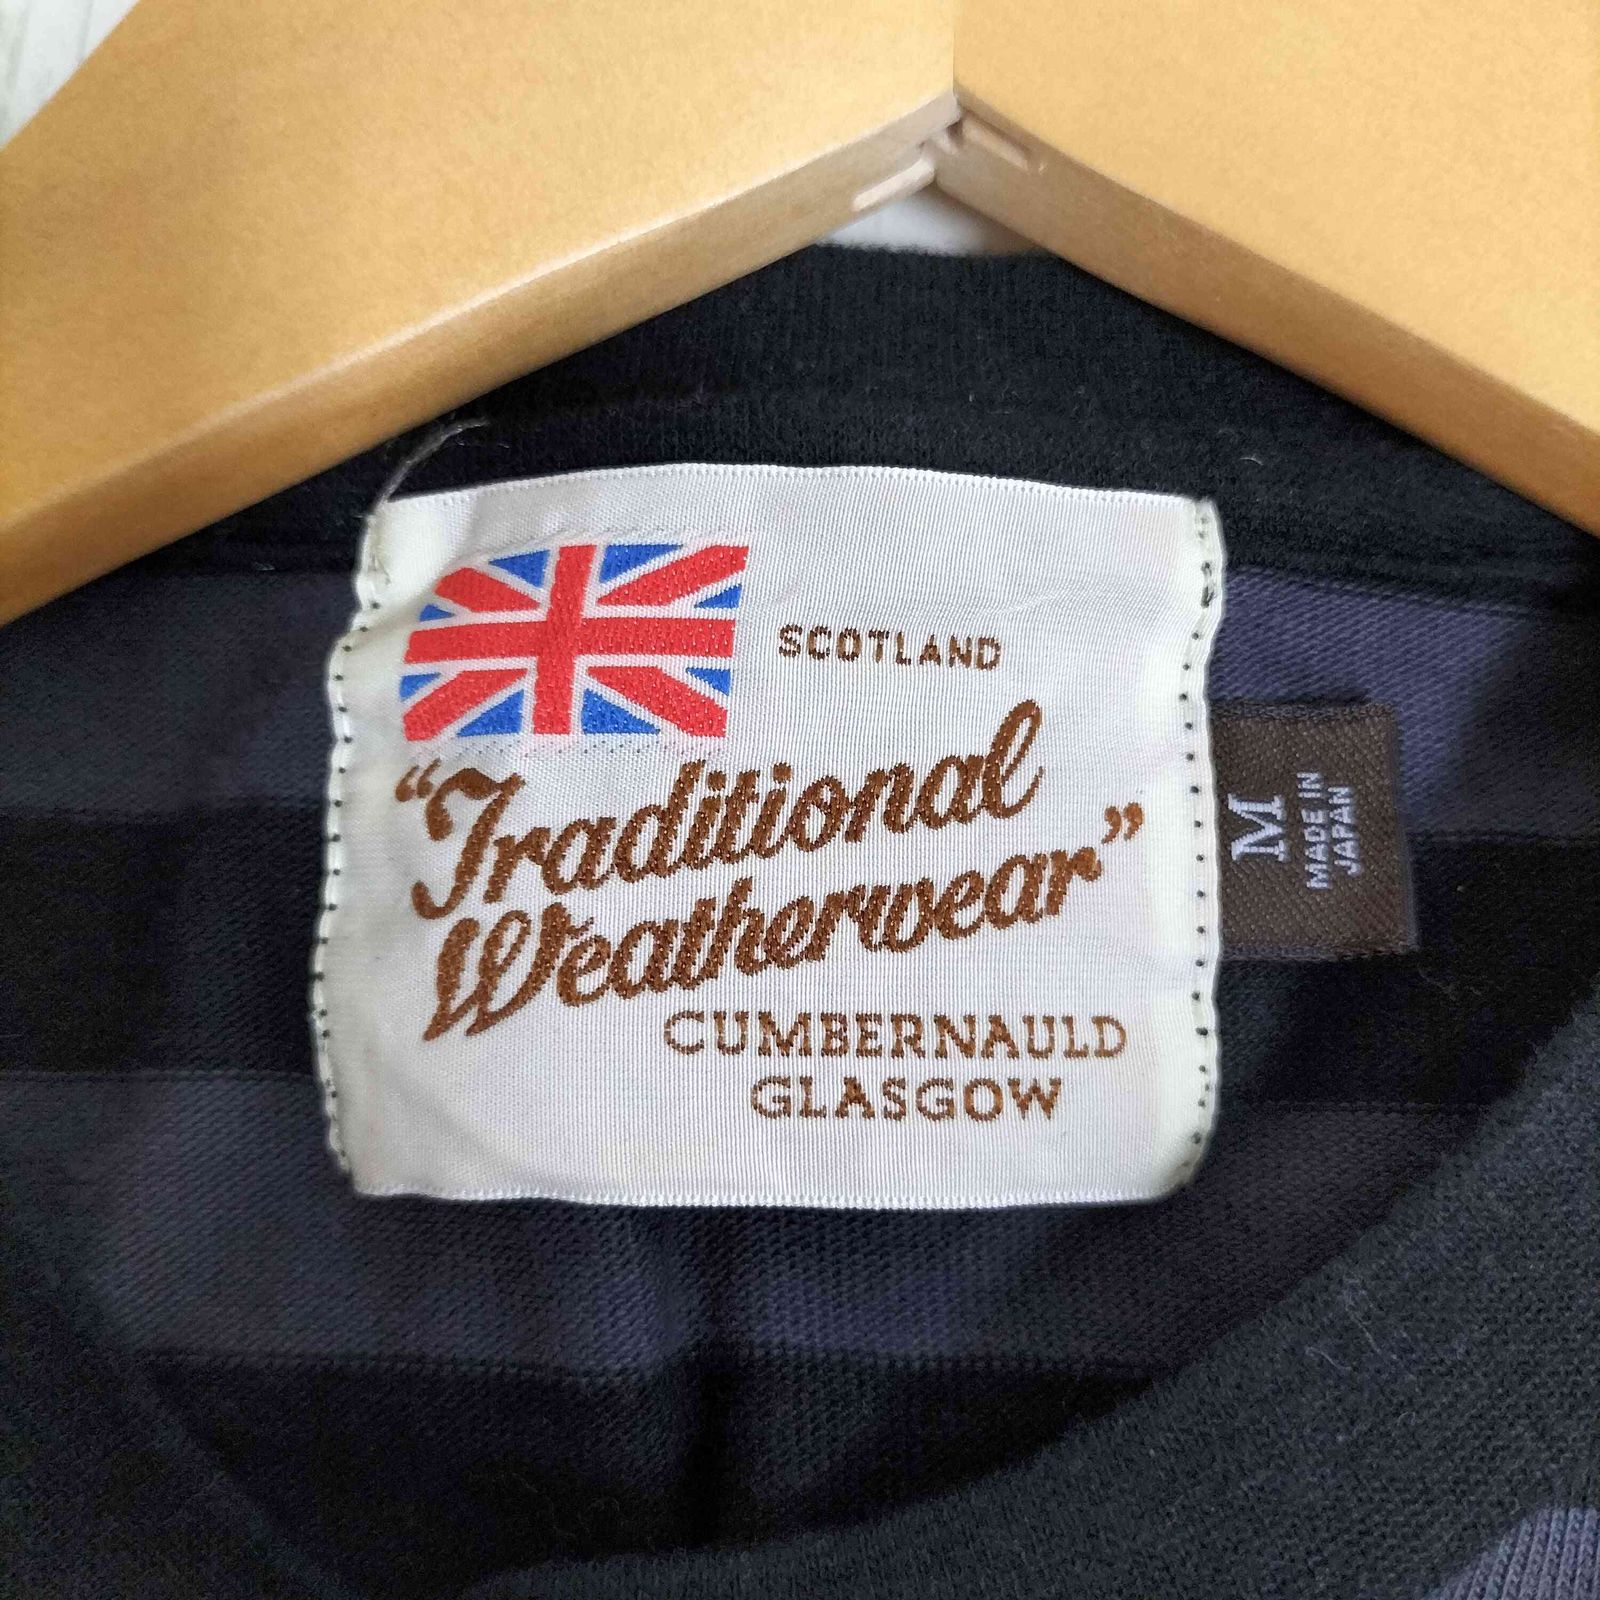 SCOTLAND
“Traditional
Weatherwear”
CUMBERNAULD
GLASGOW
M
MADE IN
JAPAN